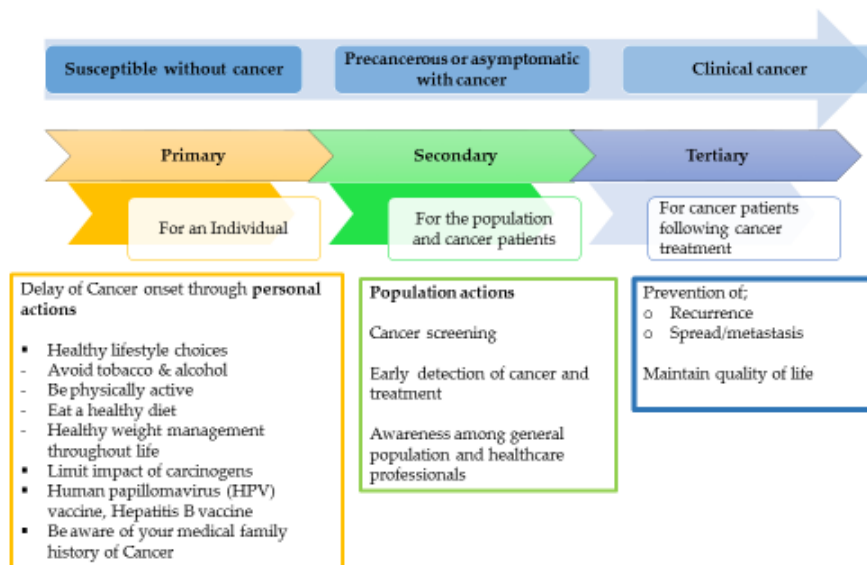 Susceptible without cancer
Precancerous or asymptomatic
with cancer
Clinical cancer
Primary
Secondary
Tertiary
For an Individual
For the population
and cancer patients
For cancer patients
following cancer
treatment
Delay of Cancer onset through personal
actions
▪ Healthy lifestyle choices
- Avoid tobacco & alcohol
- Be physically active
- Eat a healthy diet
- Healthy weight management
throughout life
▪ Limit impact of carcinogens
▪ Human papillomavirus (HPV)
vaccine, Hepatitis B vaccine
▪ Be aware of your medical family
history of Cancer
Population actions
Cancer screening
Early detection of cancer and
treatment
Awareness among general
population and healthcare
professionals
Prevention of;
o Recurrence
o Spread/metastasis
Maintain quality of life